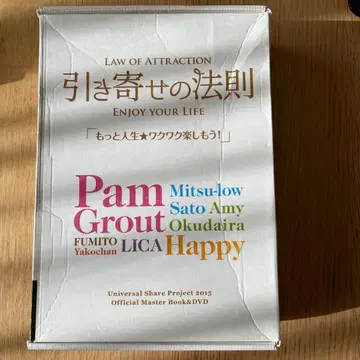 LAW OF ATTRACTION
引き寄せの法則
ENJOY YOUR LIFE
「もっと人生★ワクワク楽しもう!」
Pam Grout
Mitsu-low
Sato Amy
Okudaira
FUMITO
Yakochan
LICA Happy
Universal Share Project 2015
Official Master Book&DVD